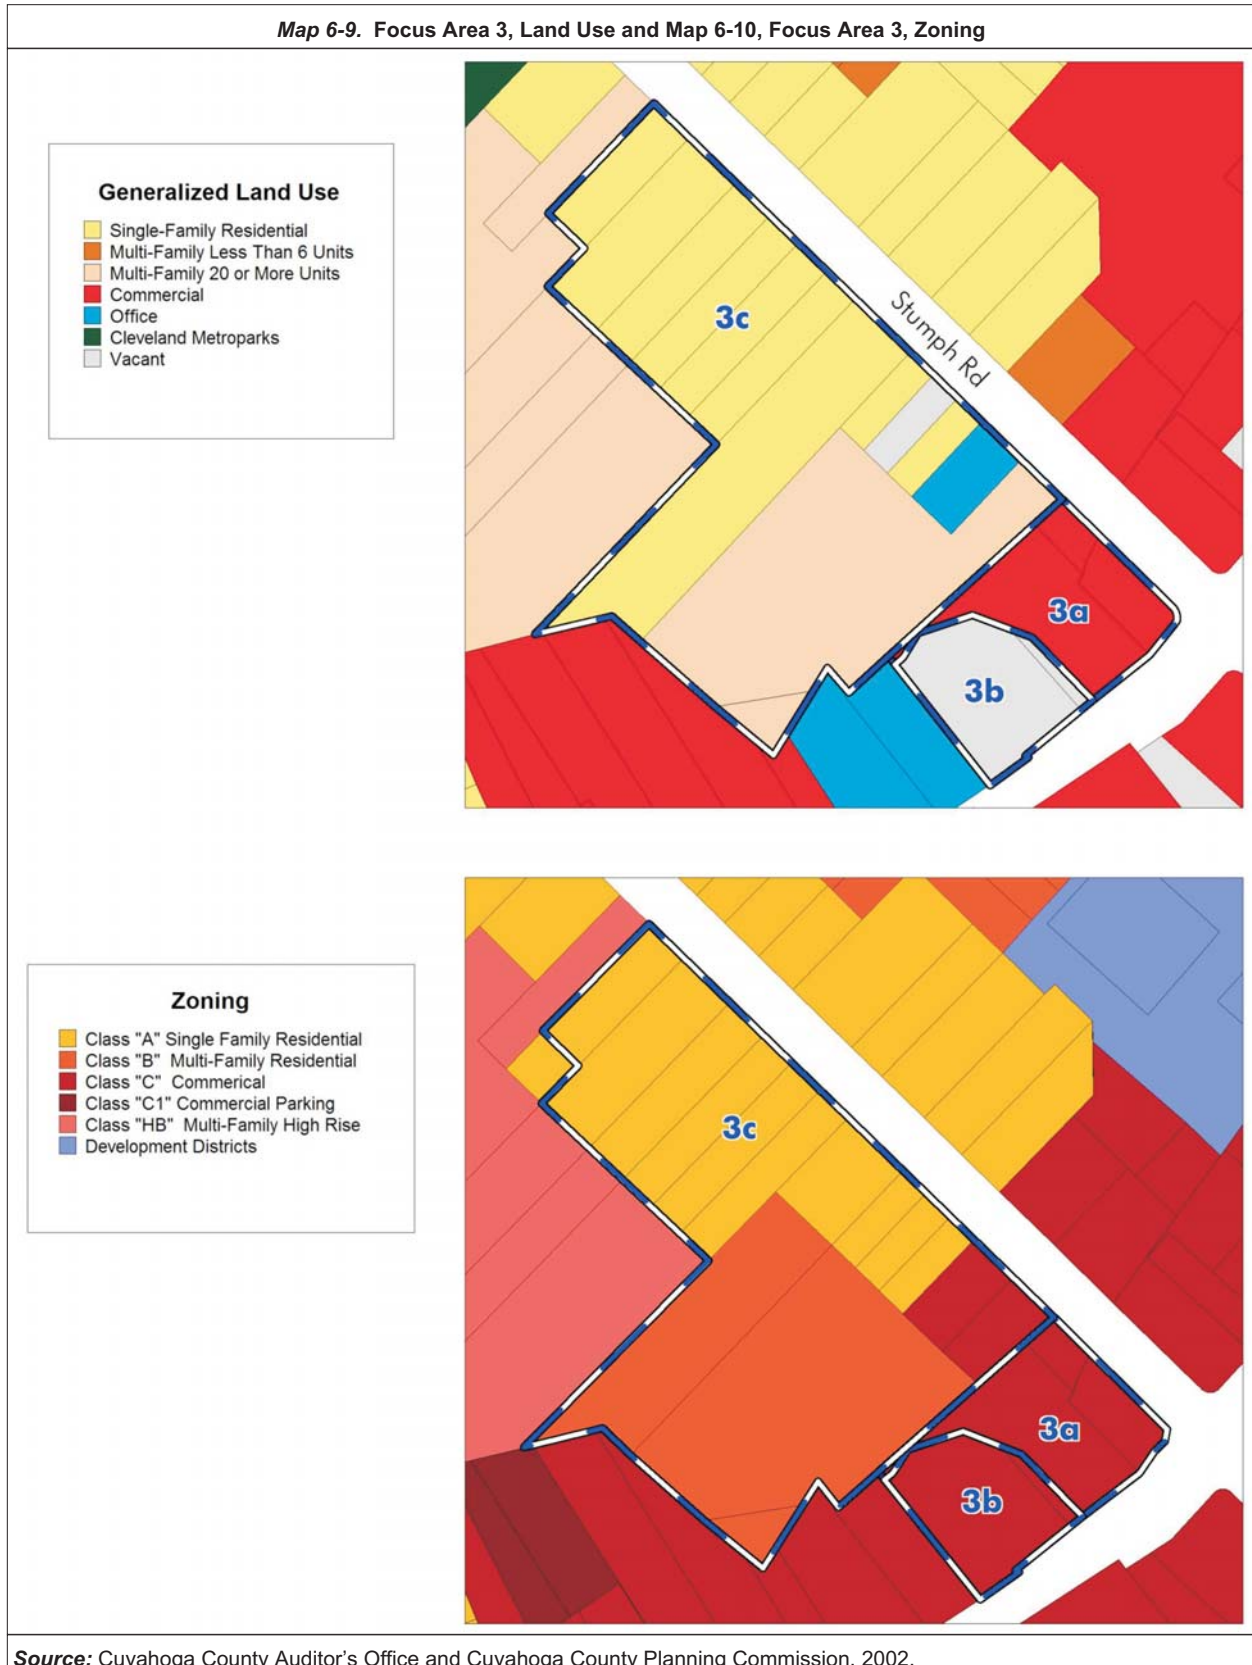 Map 6-9. Focus Area 3, Land Use and Map 6-10, Focus Area 3, Zoning
Generalized Land Use
Single-Family Residential
Multi-Family Less Than 6 Units
Multi-Family 20 or More Units
Commercial
Office
Cleveland Metroparks
Vacant
3c
Stumph Rd
3a
3b
Zoning
Class "A" Single Family Residential
Class "B" Multi-Family Residential
Class "C" Commerical
Class "C1" Commercial Parking
Class "HB" Multi-Family High Rise
Development Districts
3c
3a
3b
Source: Cuyahoga County Auditor's Office and Cuyahoga County Planning Commission, 2002.